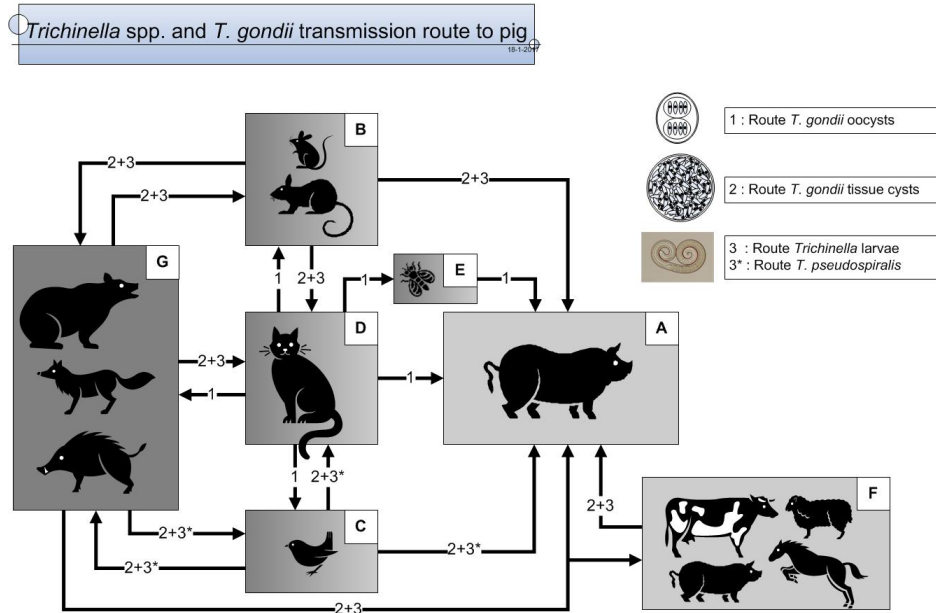 Trichinella spp. and T. gondii transmission route to pig
18-1-2017
1 : Route T. gondii oocysts
2 : Route T. gondii tissue cysts
3 : Route Trichinella larvae
3* : Route T. pseudospiralis
B
2+3
2+3
2+3
G
E
1
2+3
1
1
D
A
2+3
1
1
1
2+3*
F
2+3
C
2+3*
2+3*
2+3*
2+3